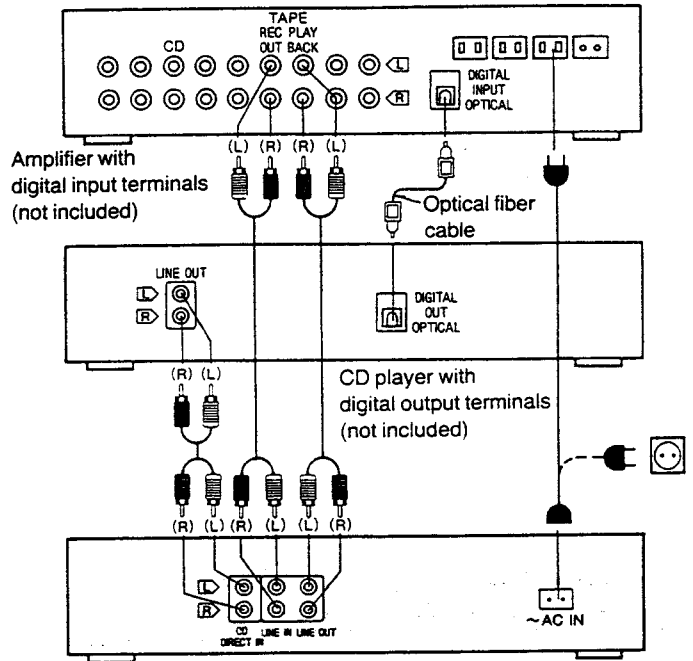 TAPE
CD REC PLAY
OUT BACK
L
R
DIGITAL
INPUT
OPTICAL
(L) (R) (R) (L)
Amplifier with
digital input terminals
(not included)
Optical fiber
cable
LINE OUT
L
R
DIGITAL
OUT
OPTICAL
(R) (L)
CD player with
digital output terminals
(not included)
(R) (L) (R) (L) (L) (R)
L
R
CD
DIRECT IN
LINE IN LINE OUT
~AC IN